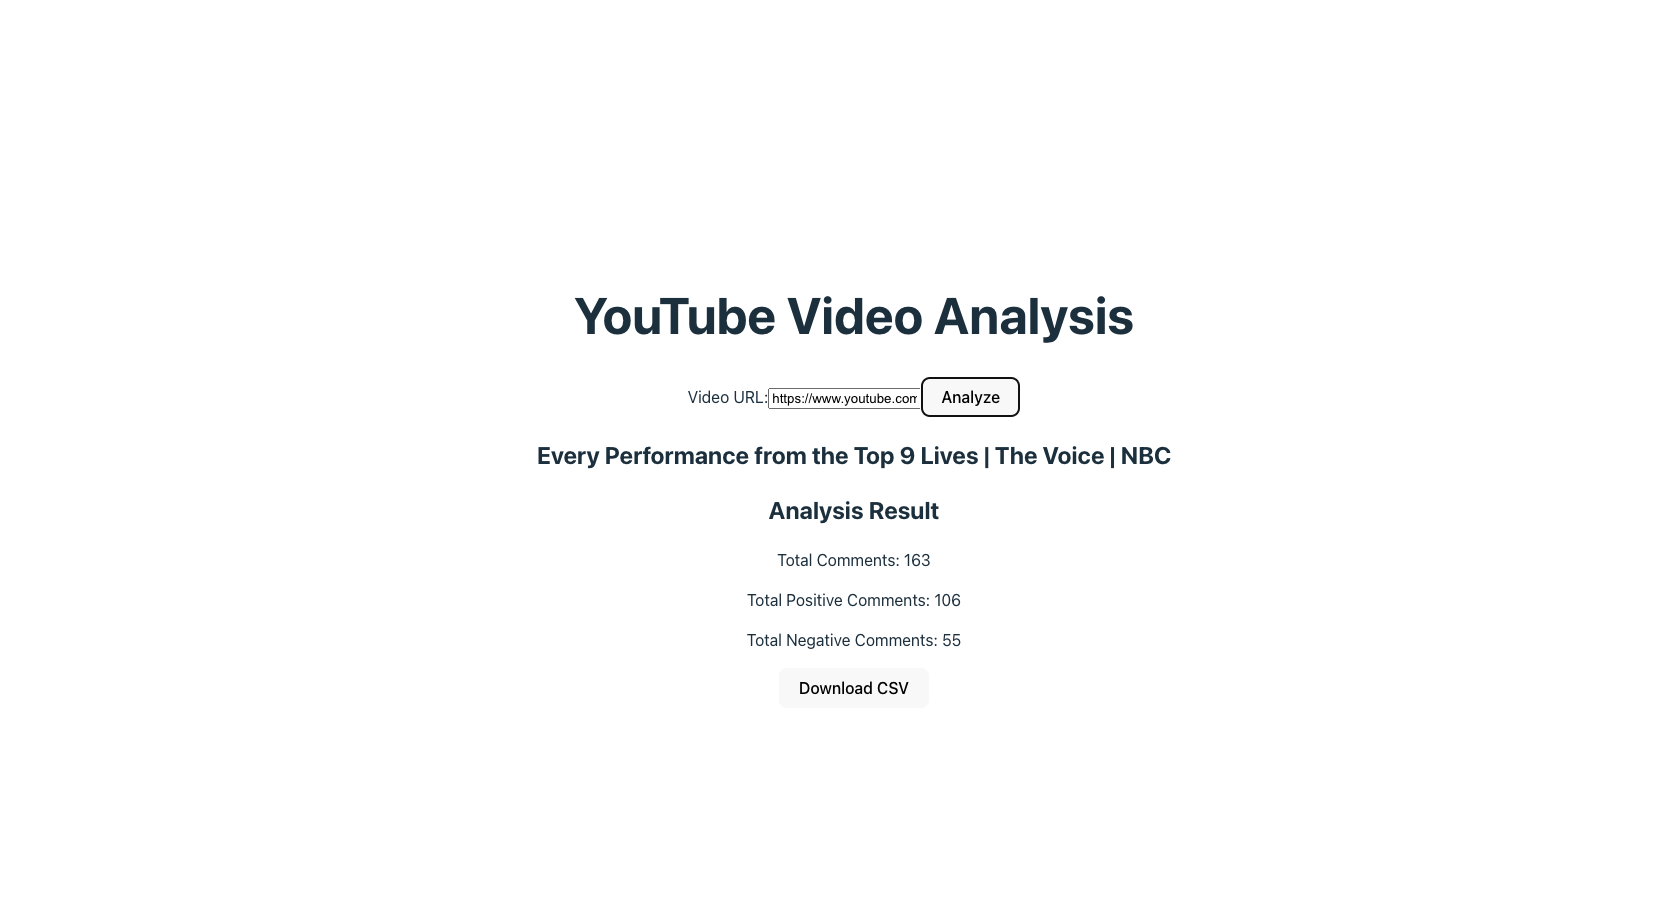 YouTube Video Analysis
Video URL: https://www.youtube.com Analyze
Every Performance from the Top 9 Lives | The Voice | NBC
Analysis Result
Total Comments: 163
Total Positive Comments: 106
Total Negative Comments: 55
Download CSV